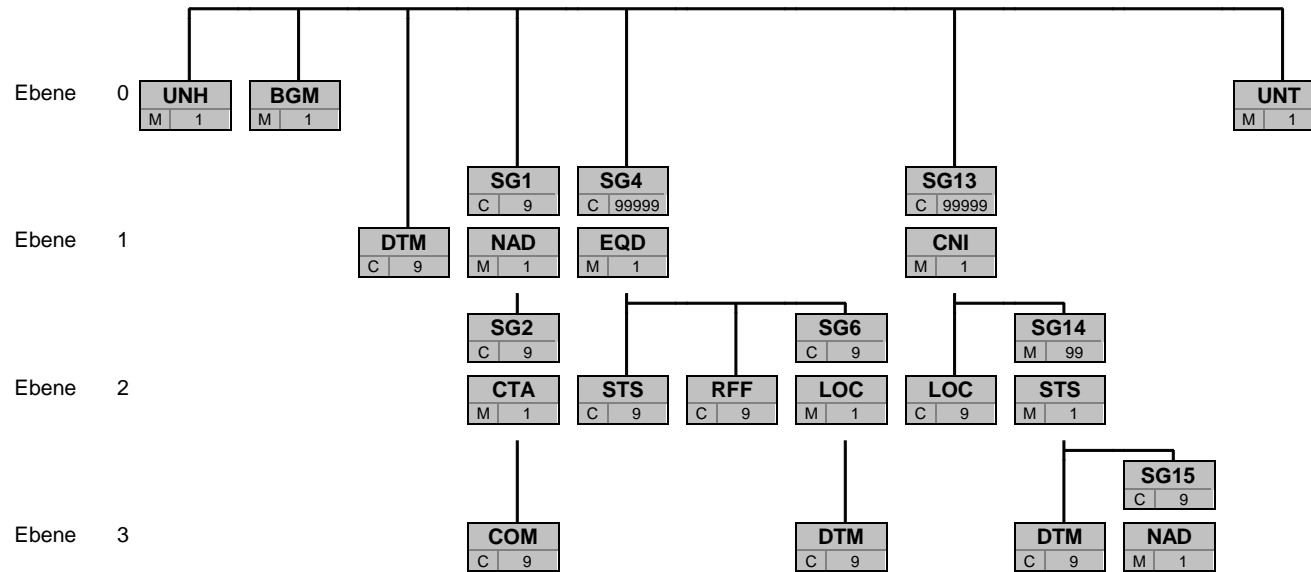 Ebene 0 UNH BGM UNT
M 1 M 1 M 1
SG1 SG4 SG13
C 9 C 99999 C 99999
Ebene 1 DTM NAD EQD CNI
C 9 M 1 M 1 M 1
SG2 SG6 SG14
C 9 C 9 M 99
Ebene 2 CTA STS RFF LOC LOC STS
M 1 C 9 C 9 M 1 C 9 M 1
SG15
C 9
Ebene 3 COM DTM DTM NAD
C 9 C 9 C 9 M 1